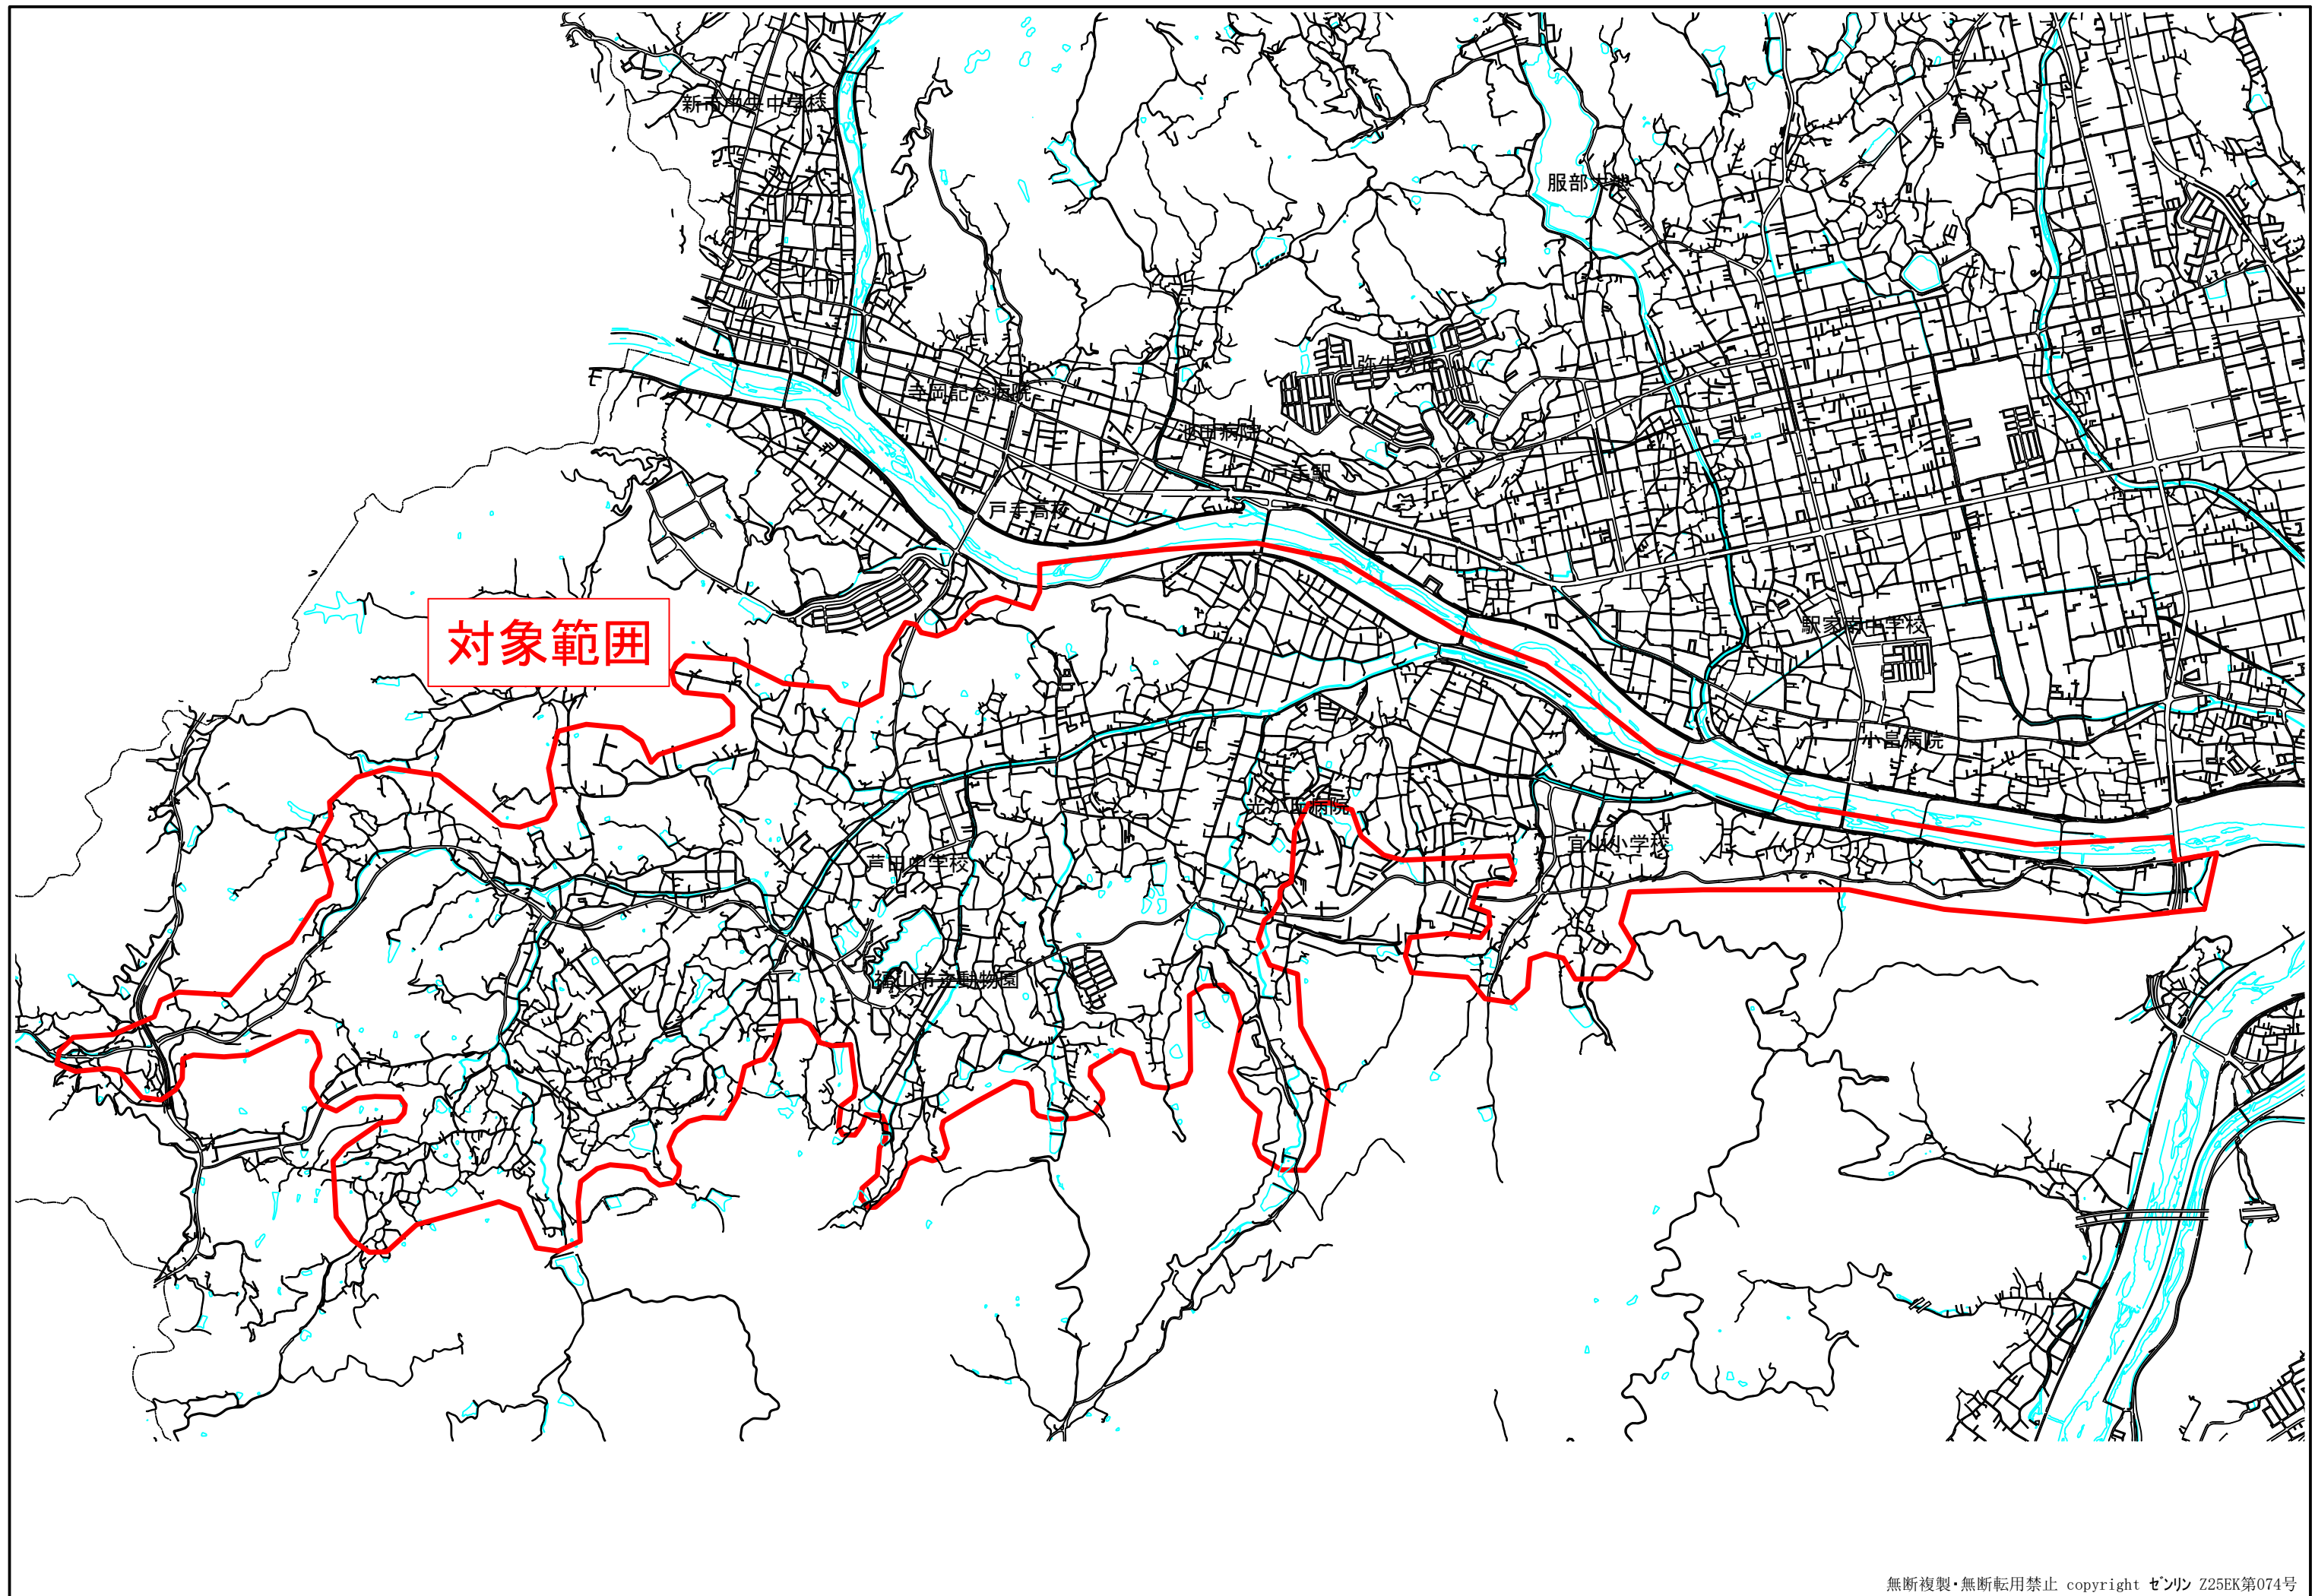 新市中央中学校
服部大池
弥生ヶ丘
寺岡記念病院
池田病院
戸手駅
戸手高校
対象範囲
駅家南中学校
小畠病院
光の丘病院
宜山小学校
芦田中学校
福山市立動物園
無断複製・無断転用禁止 copyright ゼンリン Z25EK第074号